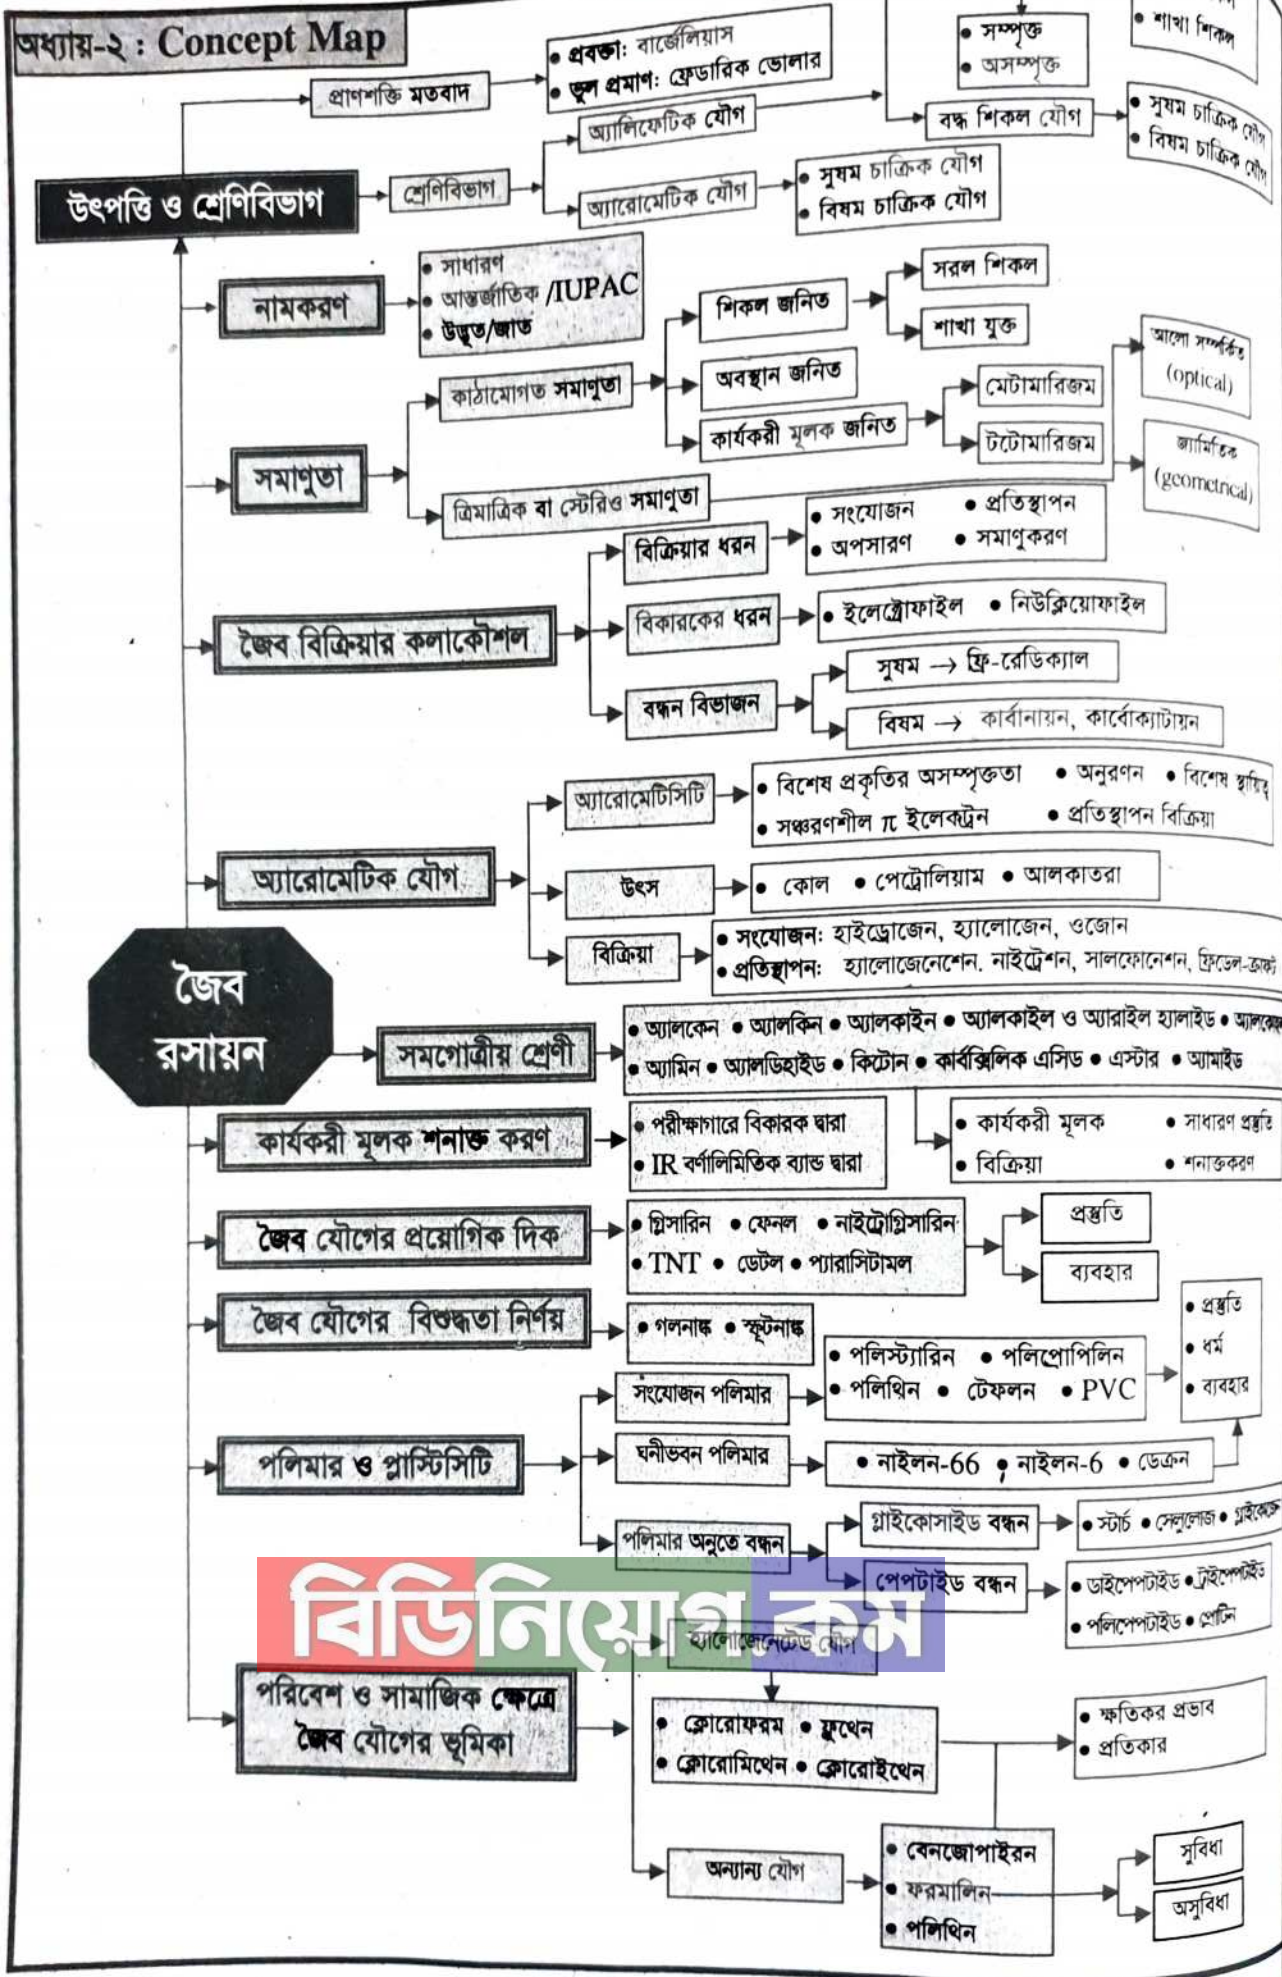 অধ্যায়-২ : Concept Map
• প্রবক্তা: বার্জেলিয়াস
• ভুল প্রমাণ: ফ্রেডারিক ভোলার
প্রাণশক্তি মতবাদ
• সম্পৃক্ত
• অসম্পৃক্ত
• শাখা শিকল
অ্যালিফেটিক যৌগ
বদ্ধ শিকল যৌগ
• সুষম চাক্রিক যৌগ
• বিষম চাক্রিক যৌগ
উৎপত্তি ও শ্রেণিবিভাগ
শ্রেণিবিভাগ
অ্যারোমেটিক যৌগ
• সুষম চাক্রিক যৌগ
• বিষম চাক্রিক যৌগ
নামকরণ
• সাধারণ
• আন্তর্জাতিক /IUPAC
• উদ্ভূত/জাত
শিকল জনিত
সরল শিকল
শাখা যুক্ত
কাঠামোগত সমাণুতা
অবস্থান জনিত
কার্যকরী মূলক জনিত
মেটামারিজম
টটোমারিজম
আলো সম্পর্কিত
(optical)
জ্যামিতিক
(geometrical)
সমাণুতা
ত্রিমাত্রিক বা স্টেরিও সমাণুতা
বিক্রিয়ার ধরন
• সংযোজন • প্রতিস্থাপন
• অপসারণ • সমাণুকরণ
জৈব বিক্রিয়ার কলাকৌশল
বিকারকের ধরন
• ইলেক্ট্রোফাইল • নিউক্লিয়োফাইল
বন্ধন বিভাজন
সুষম → ফ্রি-রেডিক্যাল
বিষম → কার্বানায়ন, কার্বোক্যাটায়ন
অ্যারোমেটিসিটি
• বিশেষ প্রকৃতির অসম্পৃক্ততা • অনুরণন • বিশেষ স্থায়িত্ব
• সঞ্চরণশীল π ইলেকট্রন • প্রতিস্থাপন বিক্রিয়া
অ্যারোমেটিক যৌগ
উৎস
• কোল • পেট্রোলিয়াম • আলকাতরা
বিক্রিয়া
• সংযোজন: হাইড্রোজেন, হ্যালোজেন, ওজোন
• প্রতিস্থাপন: হ্যালোজেনেশেন. নাইট্রেশন, সালফোনেশন, ফ্রিডেল-ক্রাফট
জৈব
রসায়ন
সমগোত্রীয় শ্রেণী
• অ্যালকেন • অ্যালকিন • অ্যালকাইন • অ্যালকাইল ও অ্যারাইল হ্যালাইড •
• অ্যামিন • অ্যালডিহাইড • কিটোন • কার্বক্সিলিক এসিড • এস্টার • অ্যামাইড
কার্যকরী মূলক শনাক্ত করণ
• পরীক্ষাগারে বিকারক দ্বারা
• IR বর্ণালিমিতিক ব্যান্ড দ্বারা
• কার্যকরী মূলক • সাধারণ প্রস্তুতি
• বিক্রিয়া • শনাক্তকরণ
জৈব যৌগের প্রয়োগিক দিক
• গ্লিসারিন • ফেনল • নাইট্রোগ্লিসারিন
• TNT • ডেটল • প্যারাসিটামল
প্রস্তুতি
ব্যবহার
জৈব যৌগের বিশুদ্ধতা নির্ণয়
• গলনাঙ্ক • স্ফূটনাঙ্ক
সংযোজন পলিমার
• পলিস্ট্যারিন • পলিপ্রোপিলিন
• পলিথিন • টেফলন • PVC
• প্রস্তুতি
• ধর্ম
• ব্যবহার
পলিমার ও প্লাস্টিসিটি
ঘনীভবন পলিমার
• নাইলন-66 • নাইলন-6 • ডেক্রন
পলিমার অনুতে বন্ধন
গ্লাইকোসাইড বন্ধন
• স্টার্চ • সেলুলোজ •
পেপটাইড বন্ধন
• ডাইপেপটাইড • ট্রাইপেপটাইড
• পলিপেপটাইড • প্রোটিন
বিডিনিয়োগ.কম
হ্যালোজেনেটেড যৌগ
পরিবেশ ও সামাজিক ক্ষেত্রে
জৈব যৌগের ভূমিকা
• ক্লোরোফরম • ফ্লুথেন
• ক্লোরোমিথেন • ক্লোরোইথেন
• ক্ষতিকর প্রভাব
• প্রতিকার
অন্যান্য যৌগ
• বেনজোপাইরন
• ফরমালিন
• পলিথিন
সুবিধা
অসুবিধা